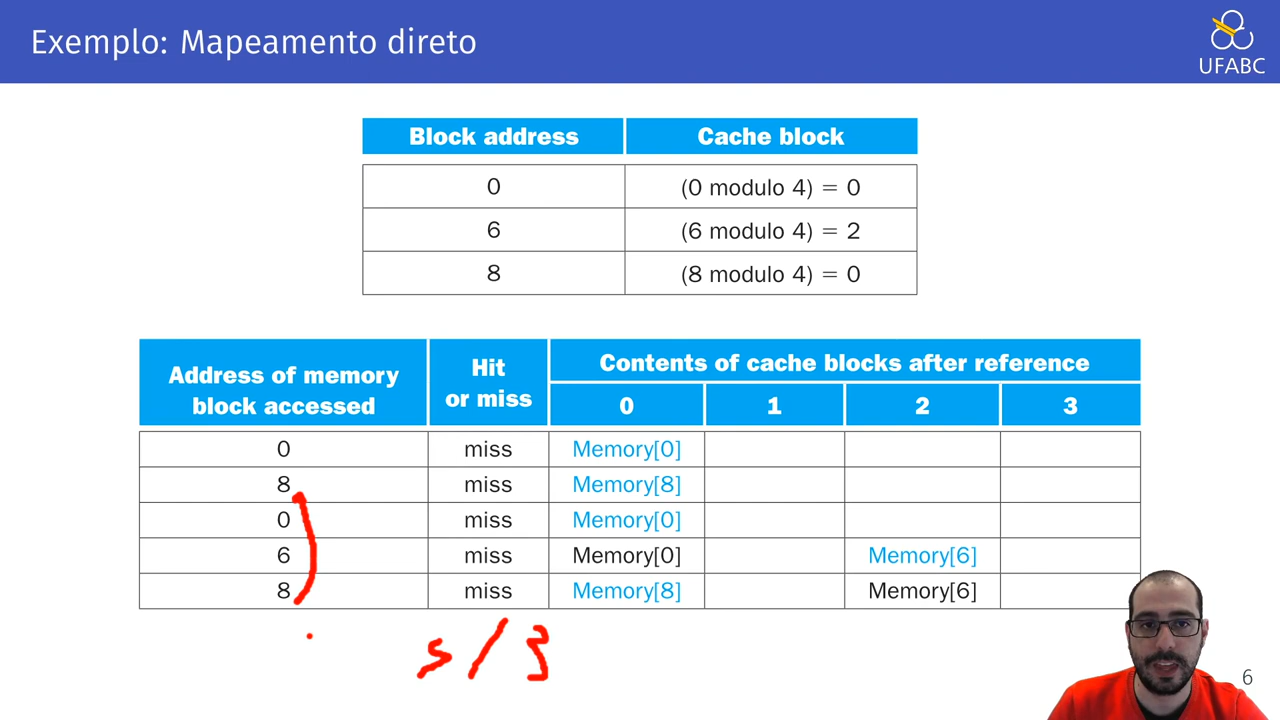 Exemplo: Mapeamento direto
UFABC
Block address Cache block
0 (0 modulo 4) = 0
6 (6 modulo 4) = 2
8 (8 modulo 4) = 0
Address of memory block accessed Hit or miss Contents of cache blocks after reference
0 1 2 3
0 miss Memory[0]
8 miss Memory[8]
0 miss Memory[0]
6 miss Memory[0] Memory[6]
8 miss Memory[8] Memory[6]
6